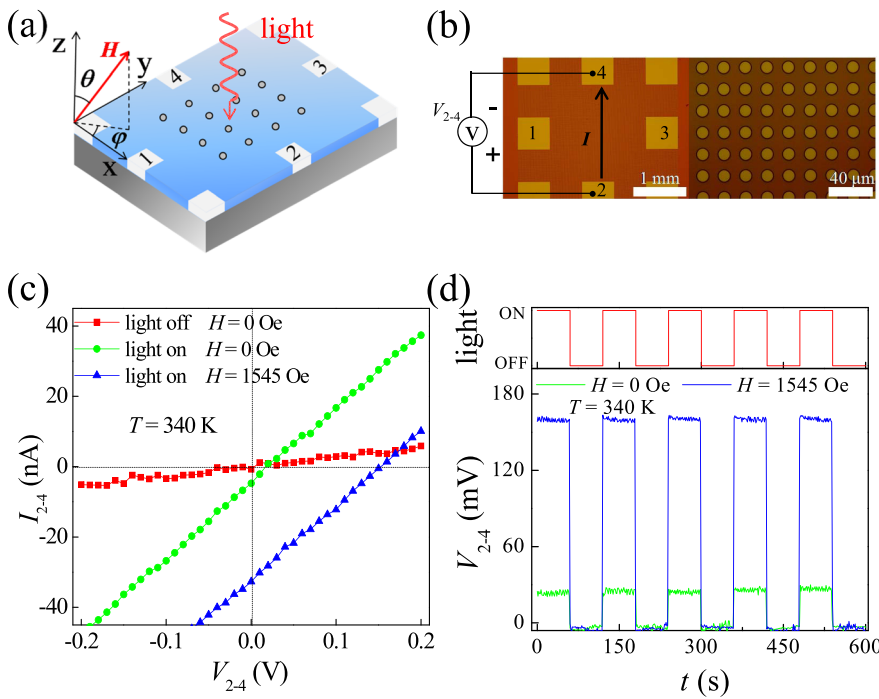 (a)
light
z
H
θ
y
φ
x
1
2
3
4
(b)
V2-4
-
V
+
4
1
I
3
2
1 mm
40 μm
(c)
light off H = 0 Oe
light on H = 0 Oe
light on H = 1545 Oe
T = 340 K
I2-4 (nA)
40
20
0
-20
-40
-0.2 -0.1 0.0 0.1 0.2
V2-4 (V)
(d)
light
ON
OFF
H = 0 Oe H = 1545 Oe
T = 340 K
V2-4 (mV)
180
120
60
0
0 150 300 450 600
t (s)